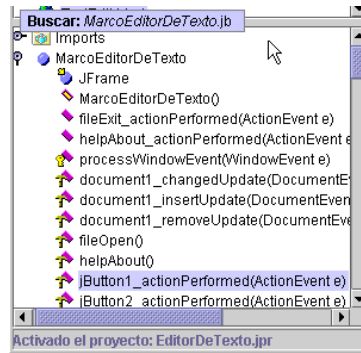 Buscar: MarcoEditorDeTexto.jb
Imports
MarcoEditorDeTexto
JFrame
MarcoEditorDeTexto()
fileExit_actionPerformed(ActionEvent e)
helpAbout_actionPerformed(ActionEvent e
processWindowEvent(WindowEvent e)
document1_changedUpdate(DocumentE
document1_insertUpdate(DocumentEven
document1_removeUpdate(DocumentEve
fileOpen()
helpAbout()
jButton1_actionPerformed(ActionEvent e)
jButton2_actionPerformed(ActionEvent e)
Activado el proyecto: EditorDeTexto.jpr